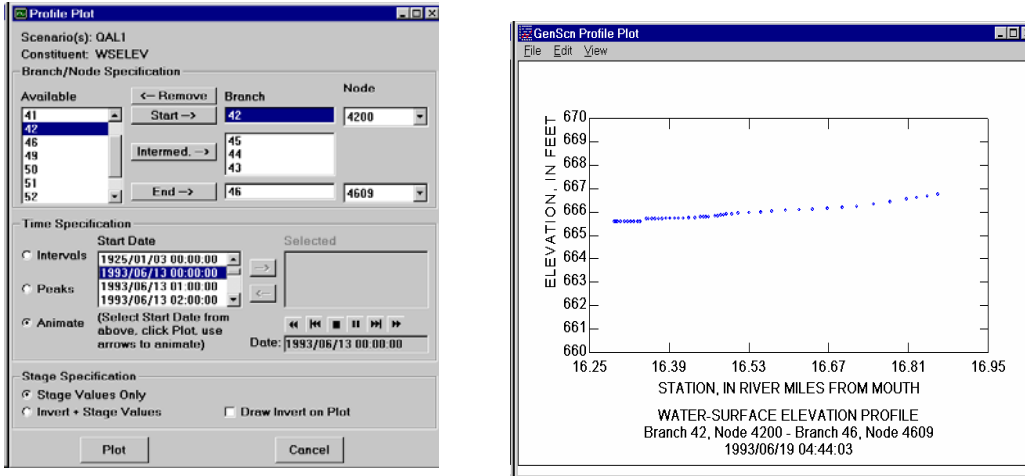 Profile Plot
Scenario(s): QAL1
Constituent: WSELEV
Branch/Node Specification
Available
<-- Remove
Branch
Node
41
42
46
49
50
51
52
Start -->
42
4200
Intermed. -->
45
44
43
End -->
46
4609
Time Specification
Start Date
Selected
Intervals
Peaks
Animate
1925/01/03 00:00:00
1993/06/13 00:00:00
1993/06/13 01:00:00
1993/06/13 02:00:00
-->
<--
(Select Start Date from
above, click Plot, use
arrows to animate)
Date: 1993/06/13 00:00:00
Stage Specification
Stage Values Only
Invert + Stage Values
Draw Invert on Plot
Plot
Cancel
GenScn Profile Plot
File Edit View
ELEVATION, IN FEET
670
669
668
667
666
665
664
663
662
661
660
16.25 16.39 16.53 16.67 16.81 16.95
STATION, IN RIVER MILES FROM MOUTH
WATER-SURFACE ELEVATION PROFILE
Branch 42, Node 4200 - Branch 46, Node 4609
1993/06/19 04:44:03